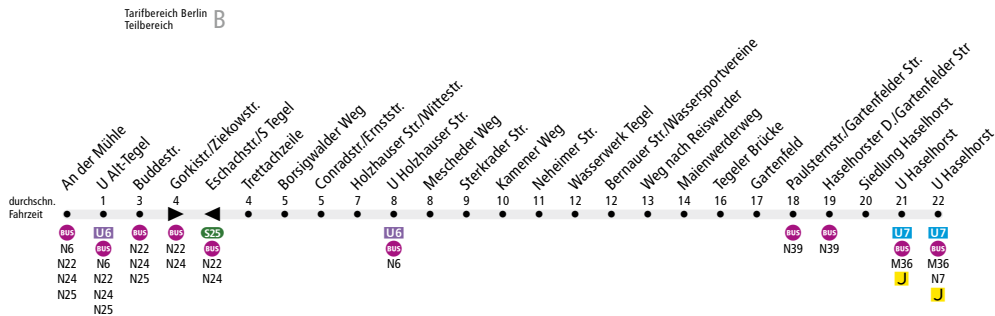 Tarifbereich Berlin
Teilbereich B
An der Mühle
U Alt-Tegel
Buddestr.
Gorkistr./Ziekowstr.
Eschachstr./S Tegel
Trettachzeile
Borsigwalder Weg
Conradstr./Ernststr.
Holzhauser Str./Wittestr.
U Holzhauser Str.
Mescheder Weg
Sterkrader Str.
Kamener Weg
Neheimer Str.
Wasserwerk Tegel
Bernauer Str./Wassersportvereine
Weg nach Reiswerder
Maienwerderweg
Tegeler Brücke
Gartenfeld
Paulsternstr./Gartenfelder Str.
Haselhorster D./Gartenfelder Str
Siedlung Haselhorst
U Haselhorst
U Haselhorst
durchschn. 1 3 4 4 5 5 7 8 8 9 10 11 12 12 13 14 16 17 18 19 20 21 22
Fahrzeit
BUS U6 BUS BUS S25 U6 BUS BUS U7 U7
N6 BUS N22 N22 BUS BUS N39 N39 BUS BUS
N22 N6 N24 N24 N22 N6 M36 M36
N24 N22 N25 N24 J N7
N25 N24 J
N25